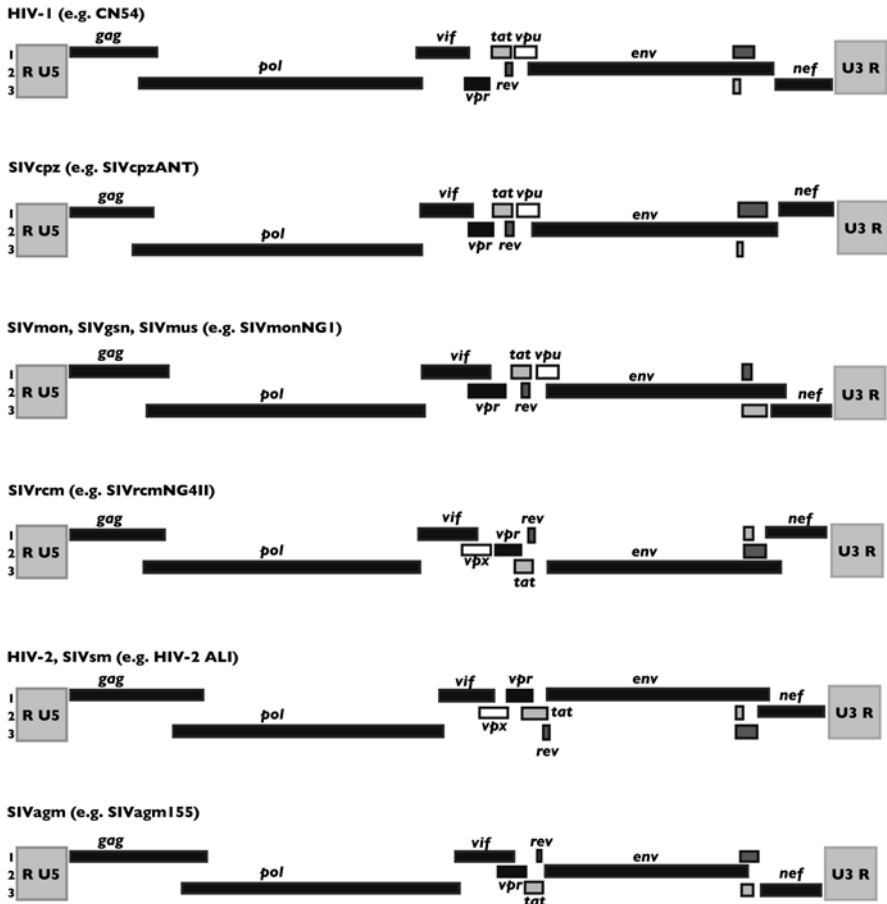 HIV-1 (e.g. CN54)
gag vif tat vpu
1 R U5 pol env U3 R
2 nef
3 vpr rev
SIVcpz (e.g. SIVcpzANT)
gag vif tat vpu nef
1 R U5 pol env U3 R
2 vpr rev
3
SIVmon, SIVgsn, SIVmus (e.g. SIVmonNG1)
gag vif tat vpu
1 R U5 pol env U3 R
2 nef
3 vpr rev
SIVrcm (e.g. SIVrcmNG411)
gag vif rev nef
1 R U5 pol vpr env U3 R
2 vpx
3 tat
HIV-2, SIVsm (e.g. HIV-2 ALI)
gag vif vpr env
1 R U5 pol nef U3 R
2 vpx tat
3 rev
SIVagm (e.g. SIVagm155)
gag vif rev
1 R U5 pol env U3 R
2 vpr nef
3 tat